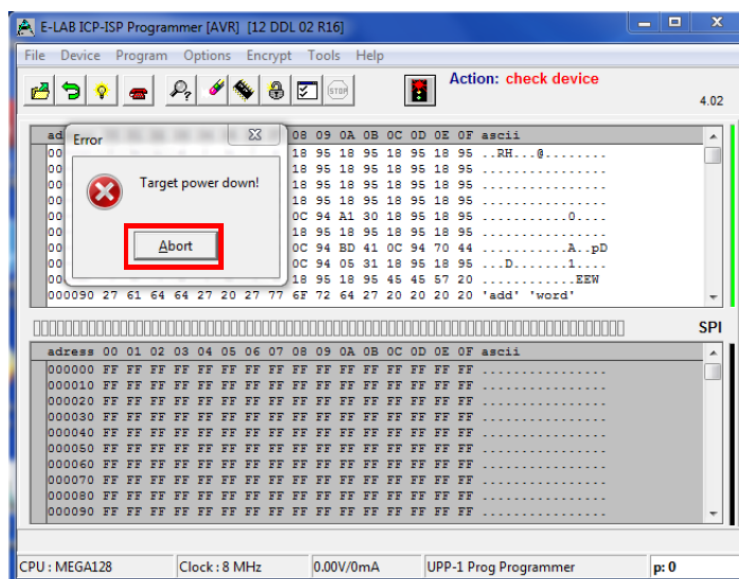 E-LAB ICP-ISP Programmer [AVR] [12 DDL 02 R16]
File Device Program Options Encrypt Tools Help
STOP
Action: check device
4.02
ad 08 09 0A 0B 0C 0D 0E 0F ascii
00 18 95 18 95 18 95 18 95 ..RH...@........
00 18 95 18 95 18 95 18 95 ................
00 18 95 18 95 18 95 18 95 ................
00 18 95 18 95 18 95 18 95 ................
00 0C 94 A1 30 18 95 18 95 ...........0....
00 18 95 18 95 18 95 18 95 ................
00 0C 94 BD 41 0C 94 70 44 ...........A..pD
00 0C 94 05 31 18 95 18 95 ...D.......1....
00 18 95 18 95 45 45 57 20 ............EEW
000090 27 61 64 64 27 20 27 77 6F 72 64 27 20 20 20 20 'add' 'word'
Error
Target power down!
Abort
SPI
adress 00 01 02 03 04 05 06 07 08 09 0A 0B 0C 0D 0E 0F ascii
000000 FF FF FF FF FF FF FF FF FF FF FF FF FF FF FF FF ................
000010 FF FF FF FF FF FF FF FF FF FF FF FF FF FF FF FF ................
000020 FF FF FF FF FF FF FF FF FF FF FF FF FF FF FF FF ................
000030 FF FF FF FF FF FF FF FF FF FF FF FF FF FF FF FF ................
000040 FF FF FF FF FF FF FF FF FF FF FF FF FF FF FF FF ................
000050 FF FF FF FF FF FF FF FF FF FF FF FF FF FF FF FF ................
000060 FF FF FF FF FF FF FF FF FF FF FF FF FF FF FF FF ................
000070 FF FF FF FF FF FF FF FF FF FF FF FF FF FF FF FF ................
000080 FF FF FF FF FF FF FF FF FF FF FF FF FF FF FF FF ................
000090 FF FF FF FF FF FF FF FF FF FF FF FF FF FF FF FF ................
CPU : MEGA128 Clock : 8 MHz 0.00V/0mA UPP-1 Prog Programmer p: 0